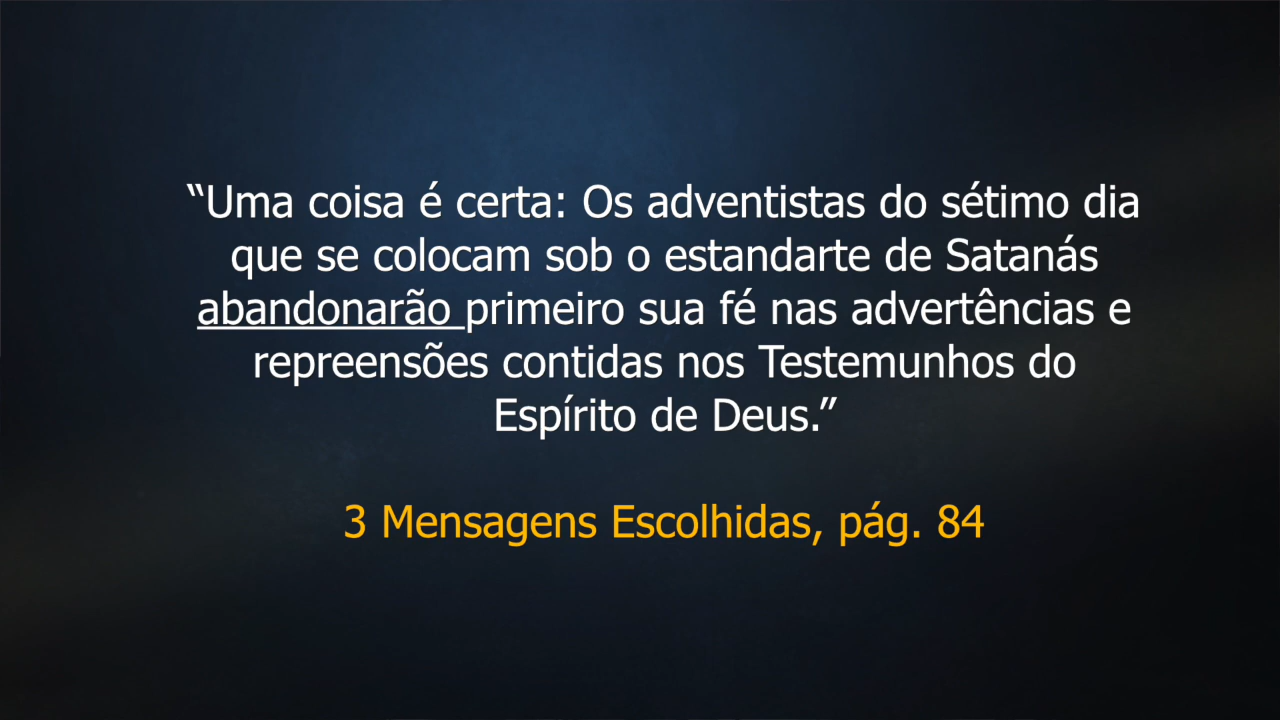 “Uma coisa é certa: Os adventistas do sétimo dia
que se colocam sob o estandarte de Satanás
abandonarão primeiro sua fé nas advertências e
repreensões contidas nos Testemunhos do
Espírito de Deus.”
3 Mensagens Escolhidas, pág. 84